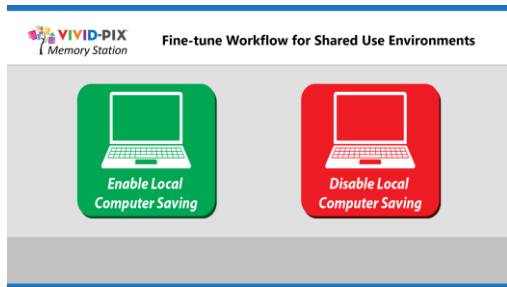 VIVID-PIX
Memory Station
Fine-tune Workflow for Shared Use Environments
Enable Local
Computer Saving
Disable Local
Computer Saving